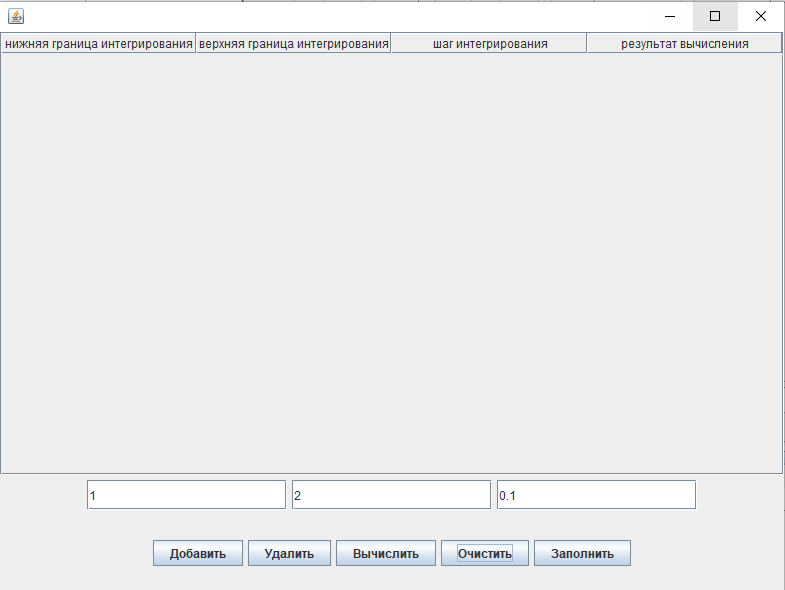 нижняя граница интегрирования верхняя граница интегрирования шаг интегрирования результат вычисления
1 2 0.1
Добавить Удалить Вычислить Очистить Заполнить